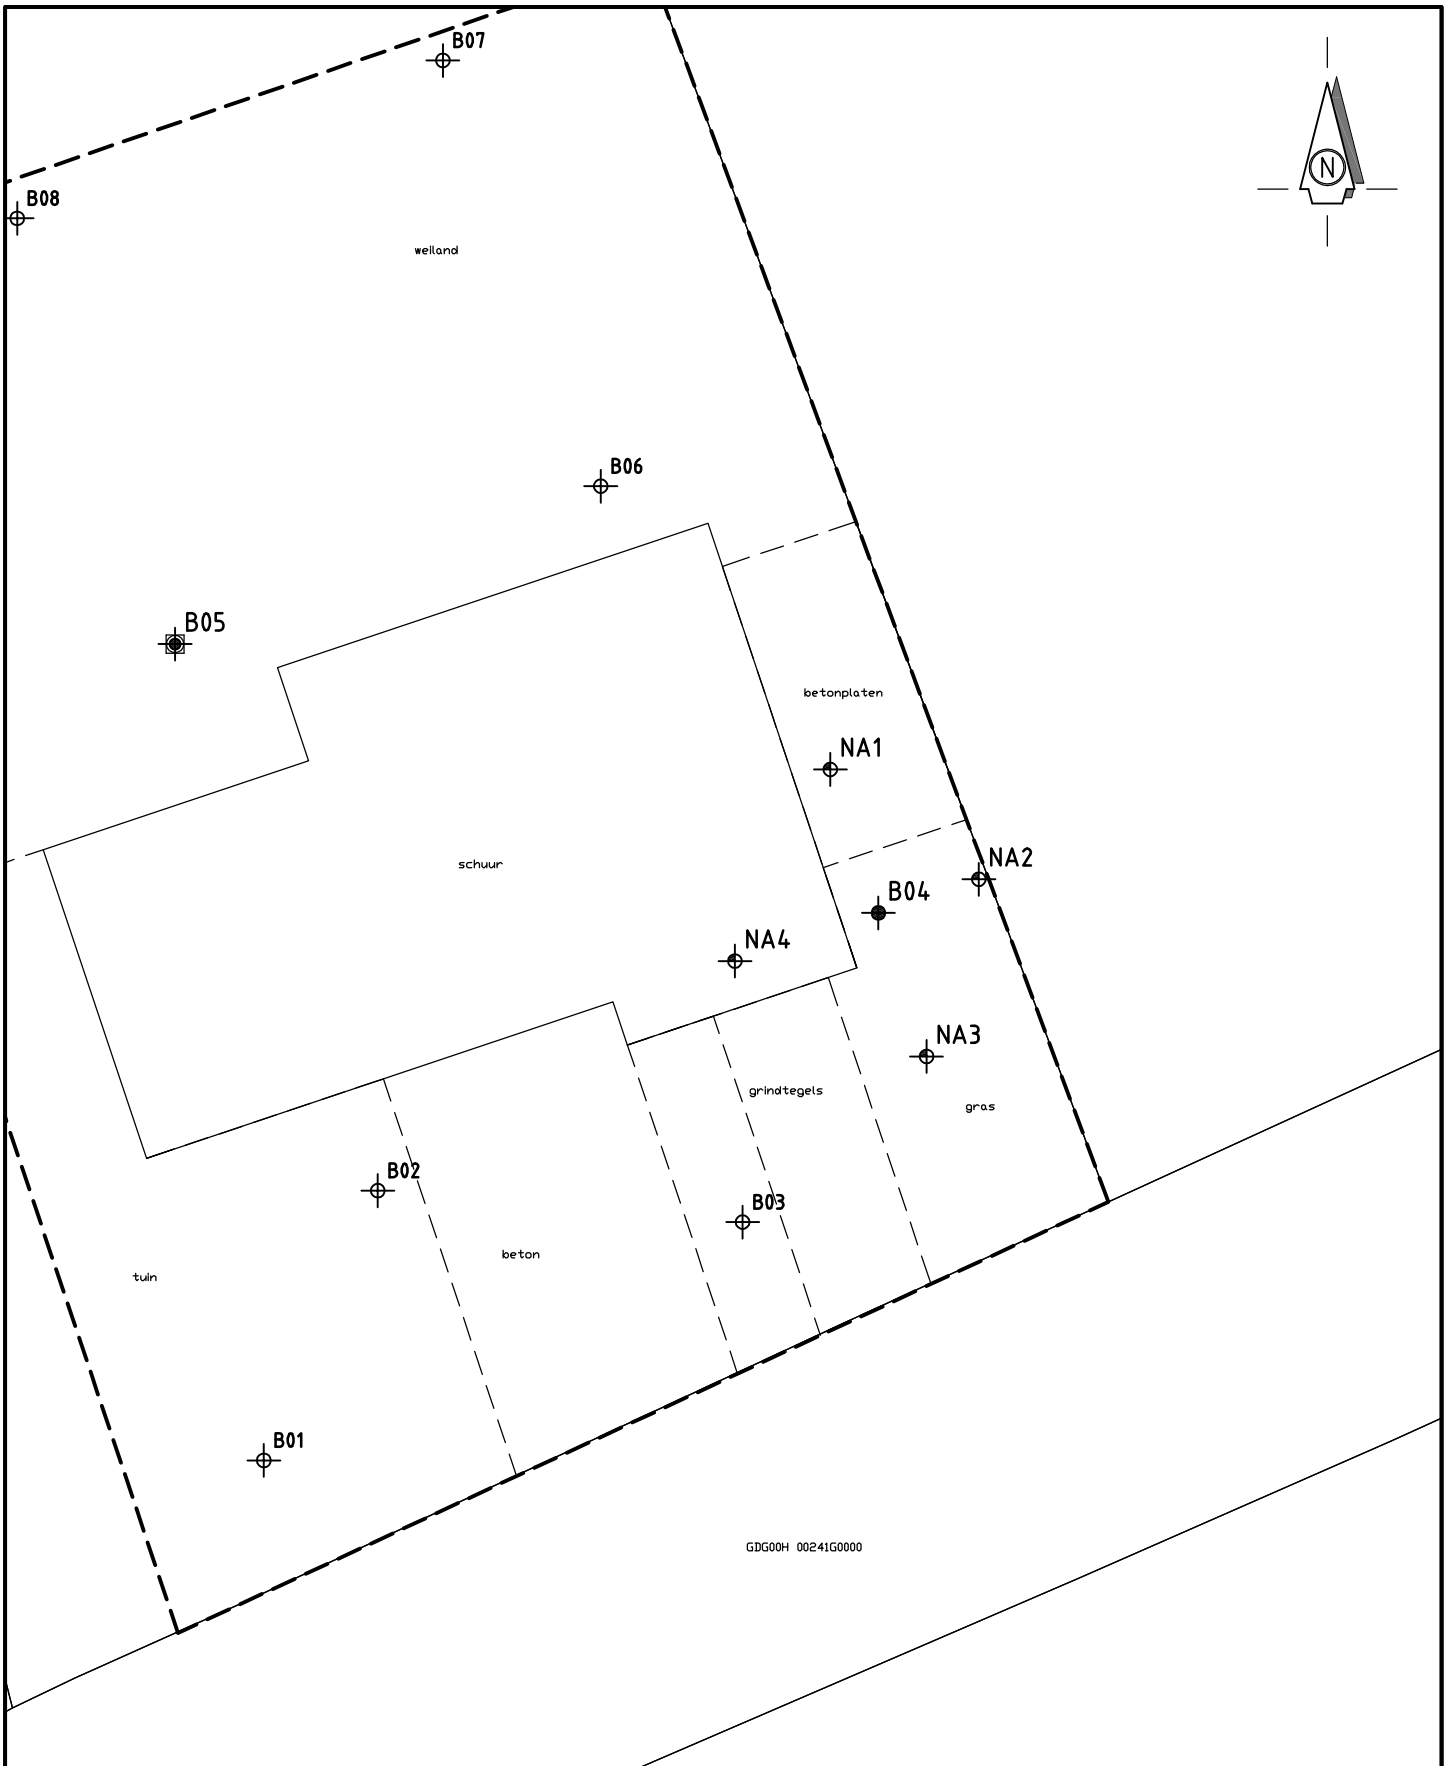 B07
N
B08
weiland
B06
B05
betonplaten
NA1
schuur
NA2
B04
NA4
NA3
grindtegels
gras
B02
B03
beton
tuin
B01
GDG00H 00241G0000